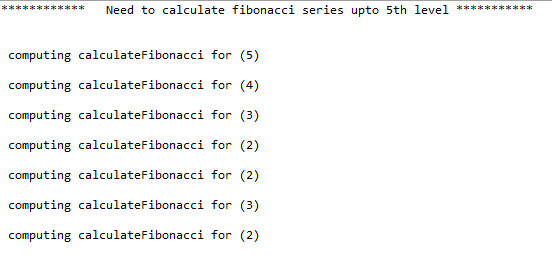 ************   Need to calculate fibonacci series upto 5th level ***********
computing calculateFibonacci for (5)
computing calculateFibonacci for (4)
computing calculateFibonacci for (3)
computing calculateFibonacci for (2)
computing calculateFibonacci for (2)
computing calculateFibonacci for (3)
computing calculateFibonacci for (2)